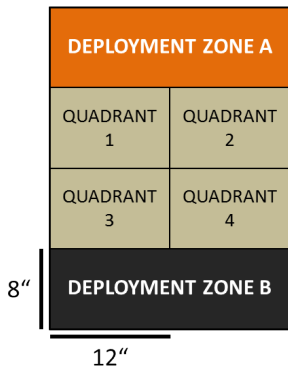 DEPLOYMENT ZONE A
QUADRANT
1
QUADRANT
2
QUADRANT
3
QUADRANT
4
8“
DEPLOYMENT ZONE B
12“